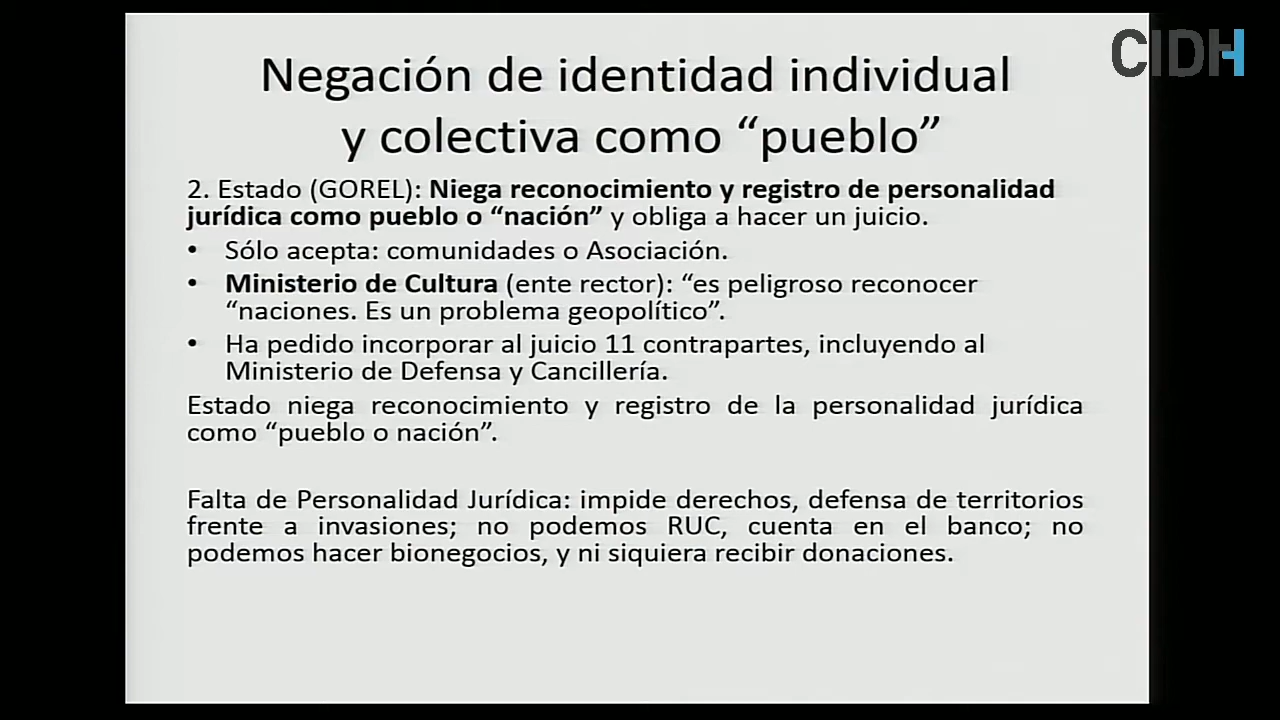 CIDH
Negación de identidad individual
y colectiva como “pueblo”
2. Estado (GOREL): Niega reconocimiento y registro de personalidad
jurídica como pueblo o “nación” y obliga a hacer un juicio.
• Sólo acepta: comunidades o Asociación.
• Ministerio de Cultura (ente rector): “es peligroso reconocer
“naciones. Es un problema geopolítico”.
• Ha pedido incorporar al juicio 11 contrapartes, incluyendo al
Ministerio de Defensa y Cancillería.
Estado niega reconocimiento y registro de la personalidad jurídica
como “pueblo o nación”.
Falta de Personalidad Jurídica: impide derechos, defensa de territorios
frente a invasiones; no podemos RUC, cuenta en el banco; no
podemos hacer bionegocios, y ni siquiera recibir donaciones.